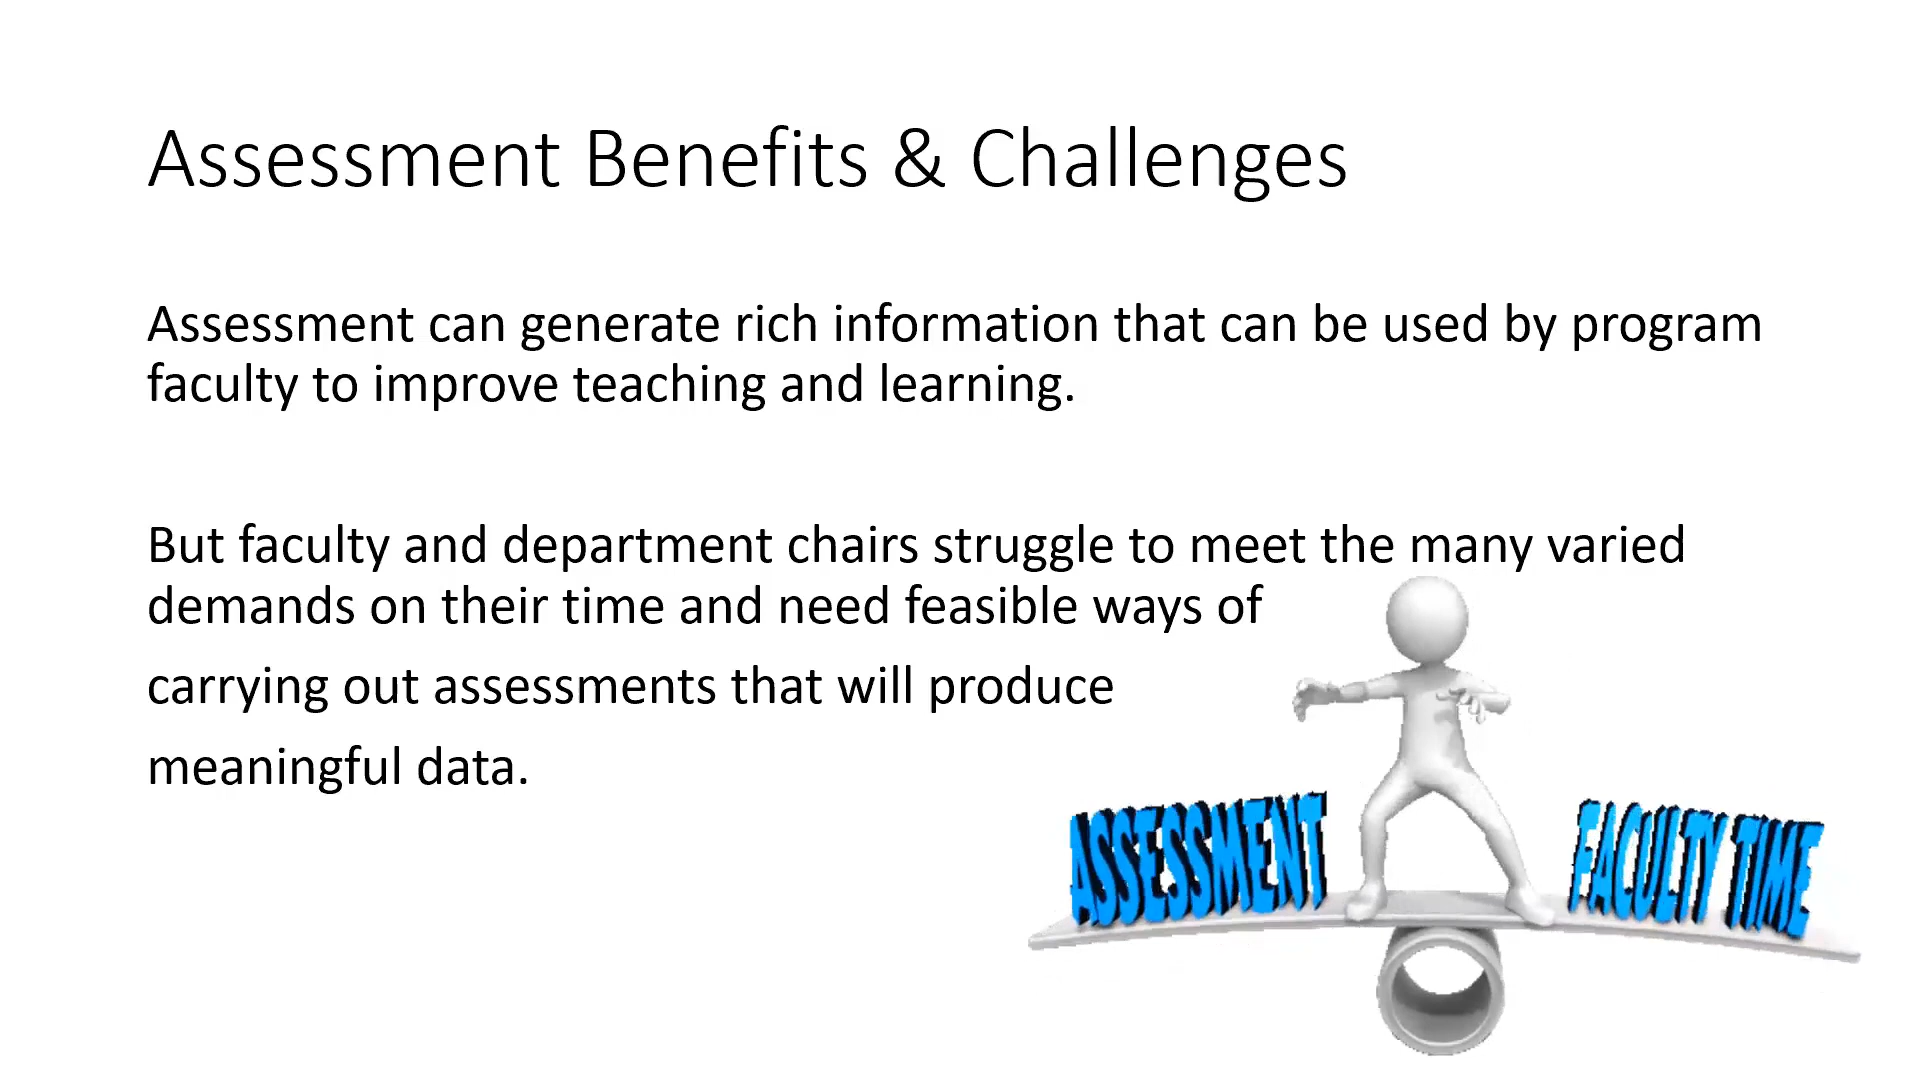 Assessment Benefits & Challenges
Assessment can generate rich information that can be used by program
faculty to improve teaching and learning.
But faculty and department chairs struggle to meet the many varied
demands on their time and need feasible ways of
carrying out assessments that will produce
meaningful data.
ASSESSMENT
FACULTY TIME